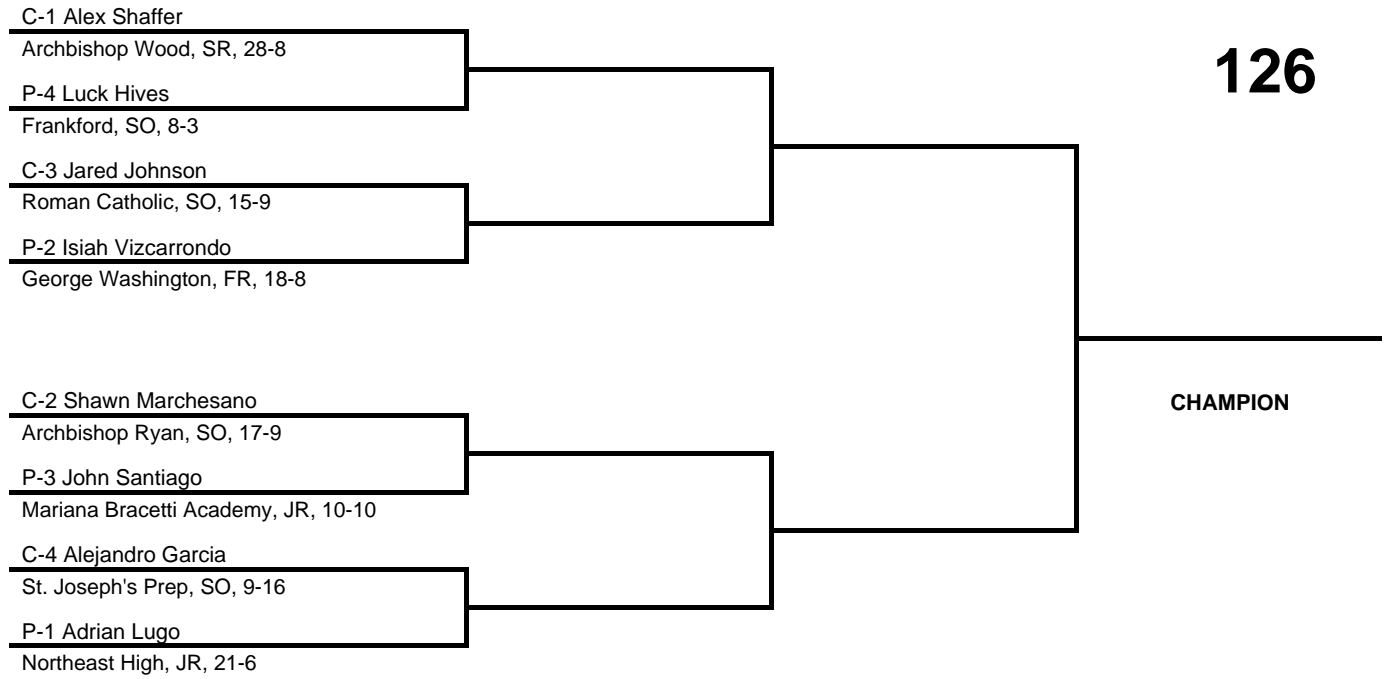 C-1 Alex Shaffer
Archbishop Wood, SR, 28-8
126
P-4 Luck Hives
Frankford, SO, 8-3
C-3 Jared Johnson
Roman Catholic, SO, 15-9
P-2 Isiah Vizcarrondo
George Washington, FR, 18-8
C-2 Shawn Marchesano
CHAMPION
Archbishop Ryan, SO, 17-9
P-3 John Santiago
Mariana Bracetti Academy, JR, 10-10
C-4 Alejandro Garcia
St. Joseph's Prep, SO, 9-16
P-1 Adrian Lugo
Northeast High, JR, 21-6